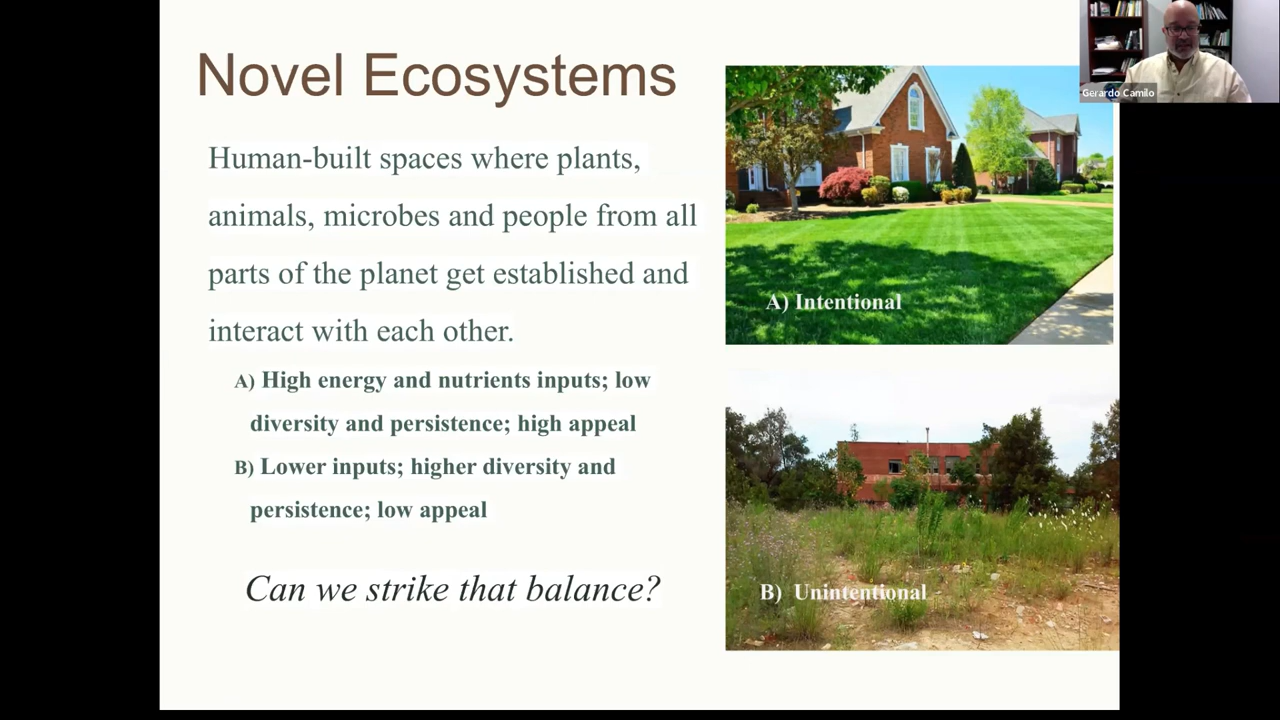 Novel Ecosystems
Gerardo Camilo
Human-built spaces where plants,
animals, microbes and people from all
parts of the planet get established and
interact with each other.
A) High energy and nutrients inputs; low
diversity and persistence; high appeal
B) Lower inputs; higher diversity and
persistence; low appeal
Can we strike that balance?
A) Intentional
B) Unintentional